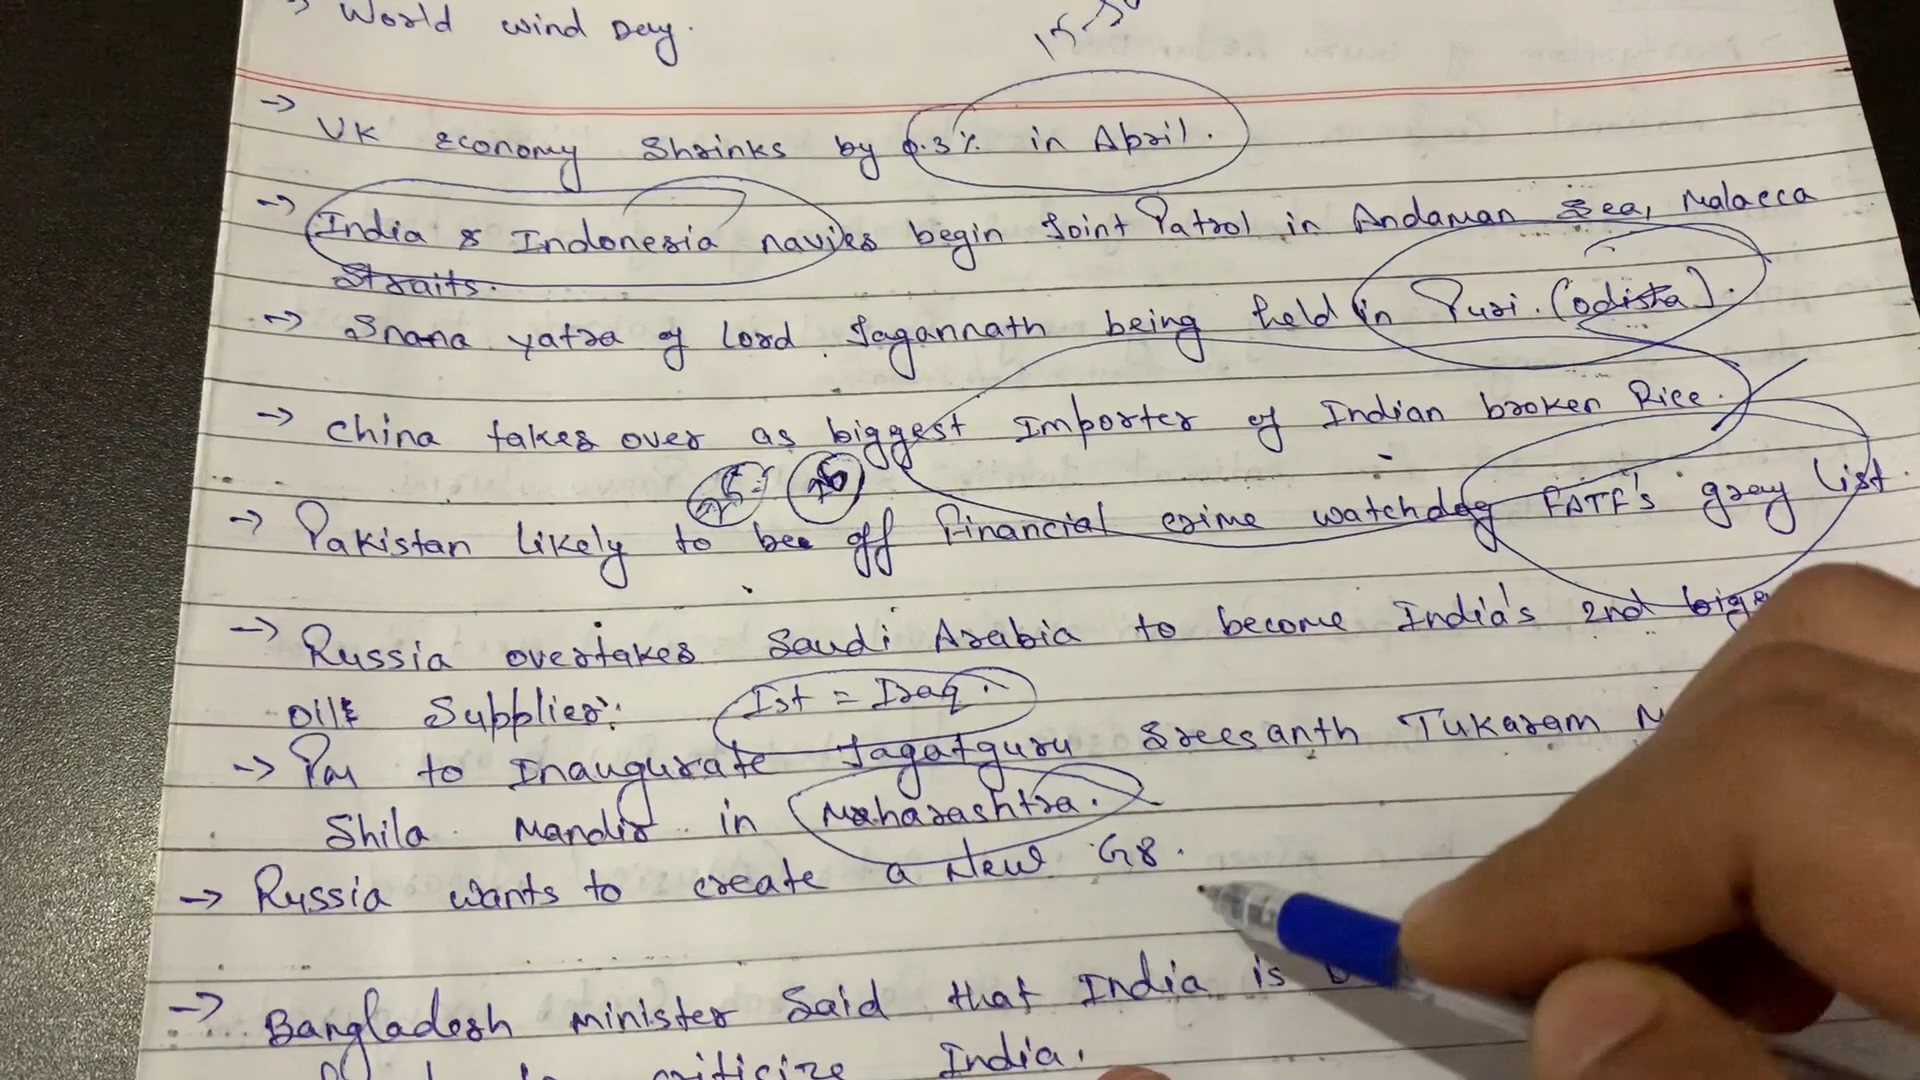 → World wind Day.
15-
→ UK economy Shrinks by 0.3% in April.
→ India & Indonesia navies begin Joint Patrol in Andaman Sea, Malacca
Straits.
→ Snana yatra of Lord Jagannath being held in Puri. (odisha).
→ China takes over as biggest Importer of Indian broken Rice.
→ Pakistan likely to be off Financial crime watchdog FATF's gray list.
→ Russia overtakes Saudi Arabia to become India's 2nd
Oil Supplier. Ist = Iraq.
→ PM to Inaugurate Jagatguru Sreesanth Tukaram
Shila Mandir in Maharashtra.
→ Russia wants to create a New G8.
→ Bangladesh minister Said that India is
criticize India.